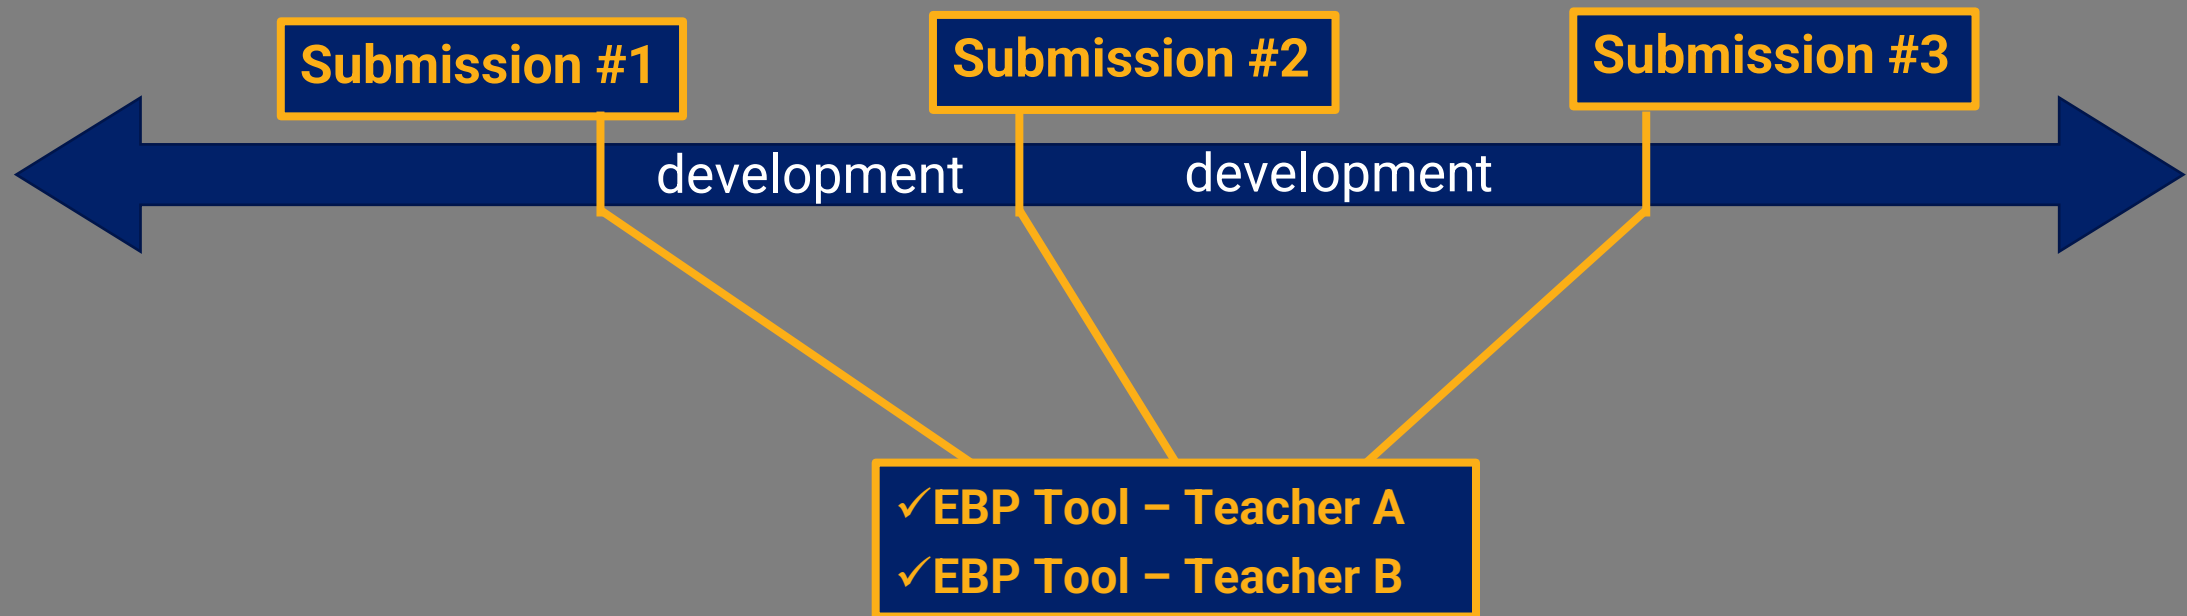 Submission #1
Submission #2
Submission #3
development
development
✓EBP Tool – Teacher A
✓EBP Tool – Teacher B